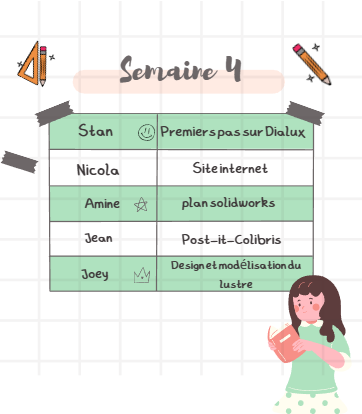 Semaine 4
Stan
Premiers pas sur Dialux
Nicola
Site internet
Amine
plan solidworks
Jean
Post-it-Colibris
Joey
Design et modélisation du
lustre